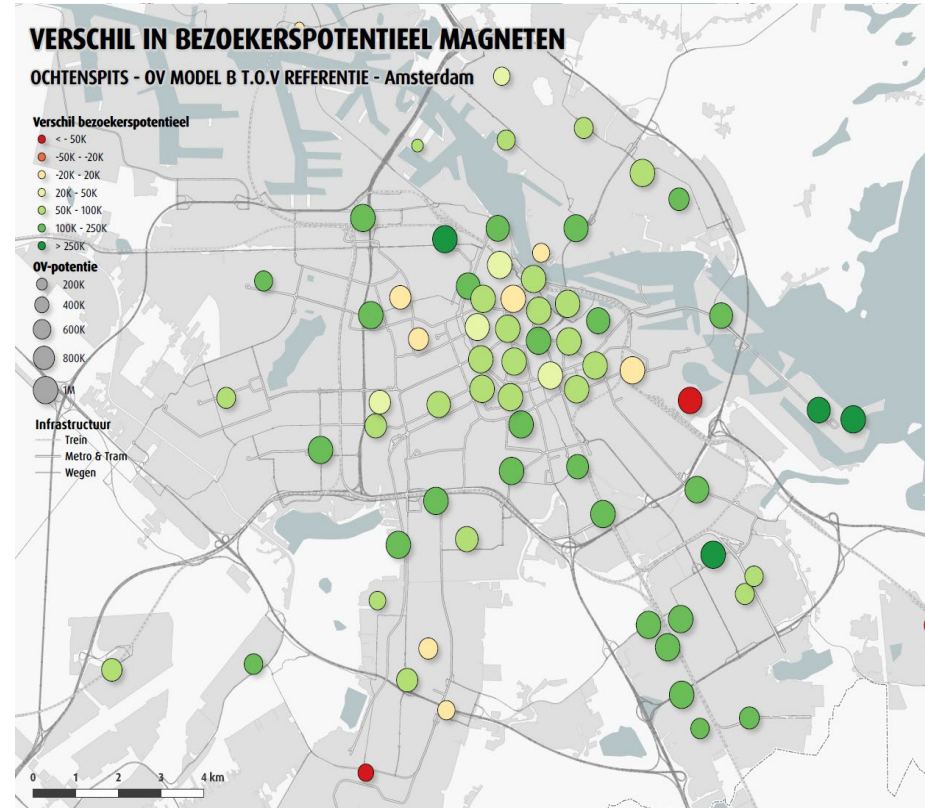 VERSCHIL IN BEZOEKERSPOTENTIEEL MAGNETEN
OCHTENSPITS - OV MODEL B T.O.V REFERENTIE - Amsterdam
Verschil bezoekerspotentieel
< - 50K
-50K - -20K
-20K - 20K
20K - 50K
50K - 100K
100K - 250K
> 250K
OV-potentie
200K
400K
600K
800K
1M
Infrastructuur
Trein
Metro & Tram
Wegen
0 1 2 3 4 km